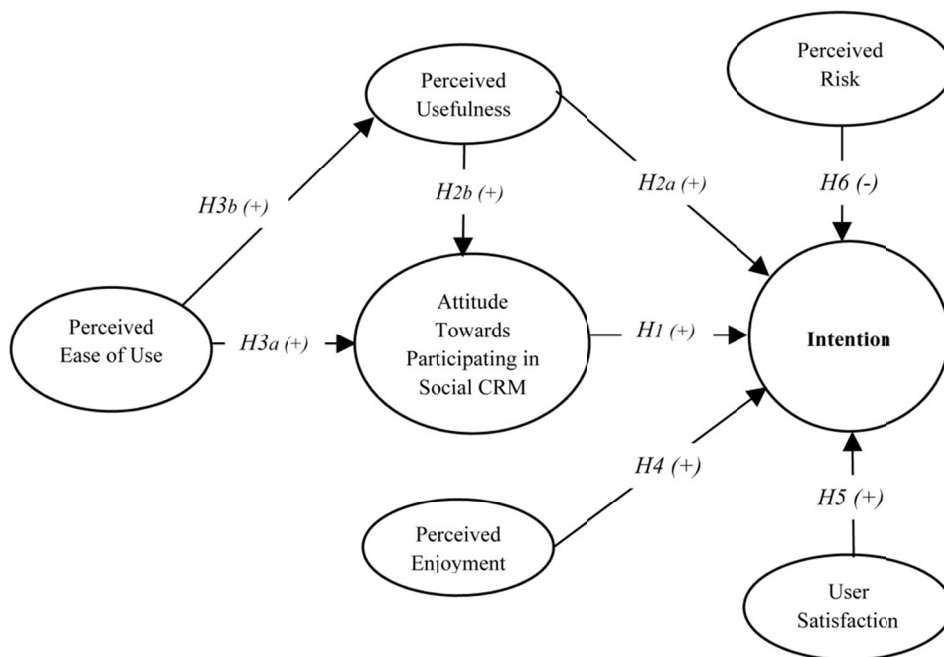 Perceived
Risk
Perceived
Usefulness
H2a (+)
H6 (-)
H2b (+)
H3b (+)
Attitude
Towards
Participating in
Social CRM
Perceived
Ease of Use
H3a (+)
H1 (+)
Intention
H4 (+)
H5 (+)
Perceived
Enjoyment
User
Satisfaction